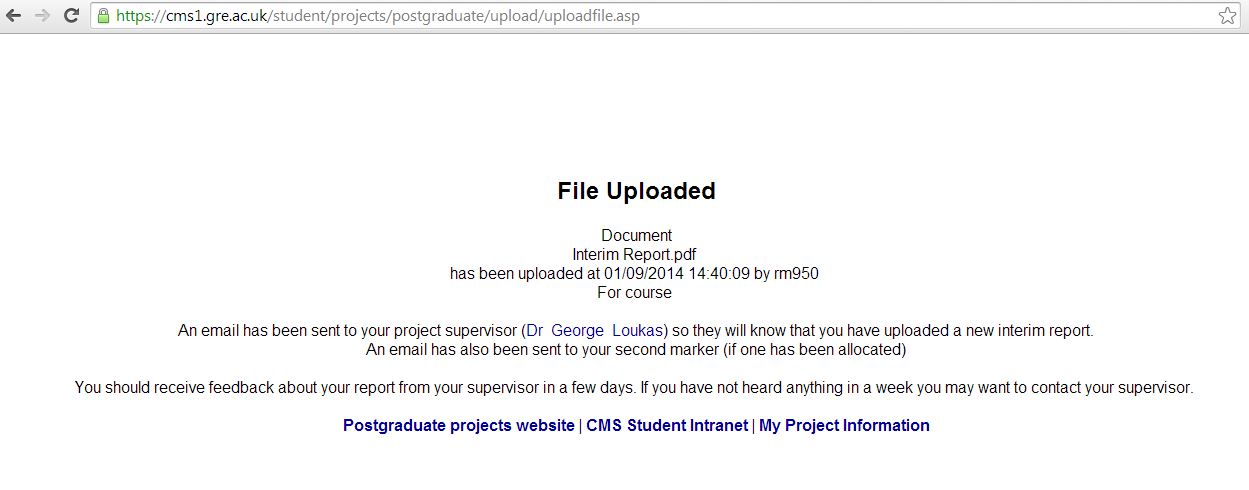 https://cms1.gre.ac.uk/student/projects/postgraduate/upload/uploadfile.asp
File Uploaded
Document
Interim Report.pdf
has been uploaded at 01/09/2014 14:40:09 by rm950
For course
An email has been sent to your project supervisor (Dr George Loukas) so they will know that you have uploaded a new interim report.
An email has also been sent to your second marker (if one has been allocated)
You should receive feedback about your report from your supervisor in a few days. If you have not heard anything in a week you may want to contact your supervisor.
Postgraduate projects website | CMS Student Intranet | My Project Information